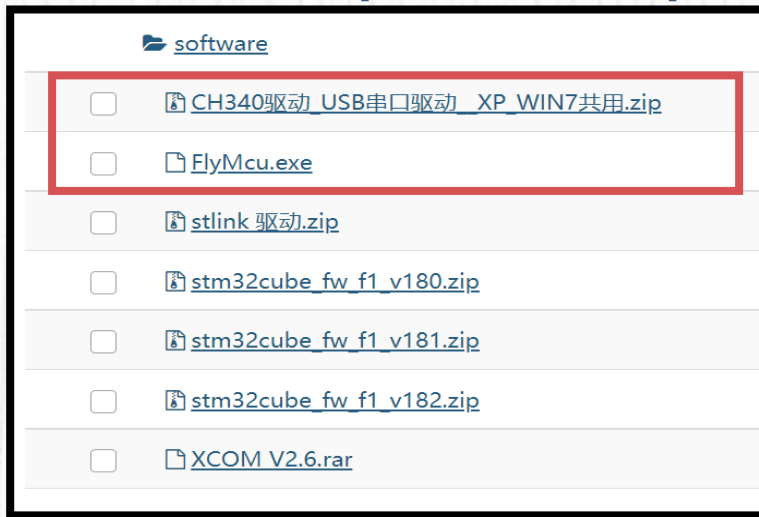 software
CH340驱动_USB串口驱动__XP_WIN7共用.zip
FlyMcu.exe
stlink 驱动.zip
stm32cube_fw_f1_v180.zip
stm32cube_fw_f1_v181.zip
stm32cube_fw_f1_v182.zip
XCOM V2.6.rar